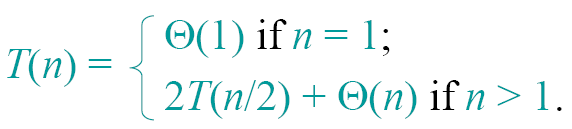 T(n) =
Θ(1) if n = 1;
2T(n/2) + Θ(n) if n > 1.